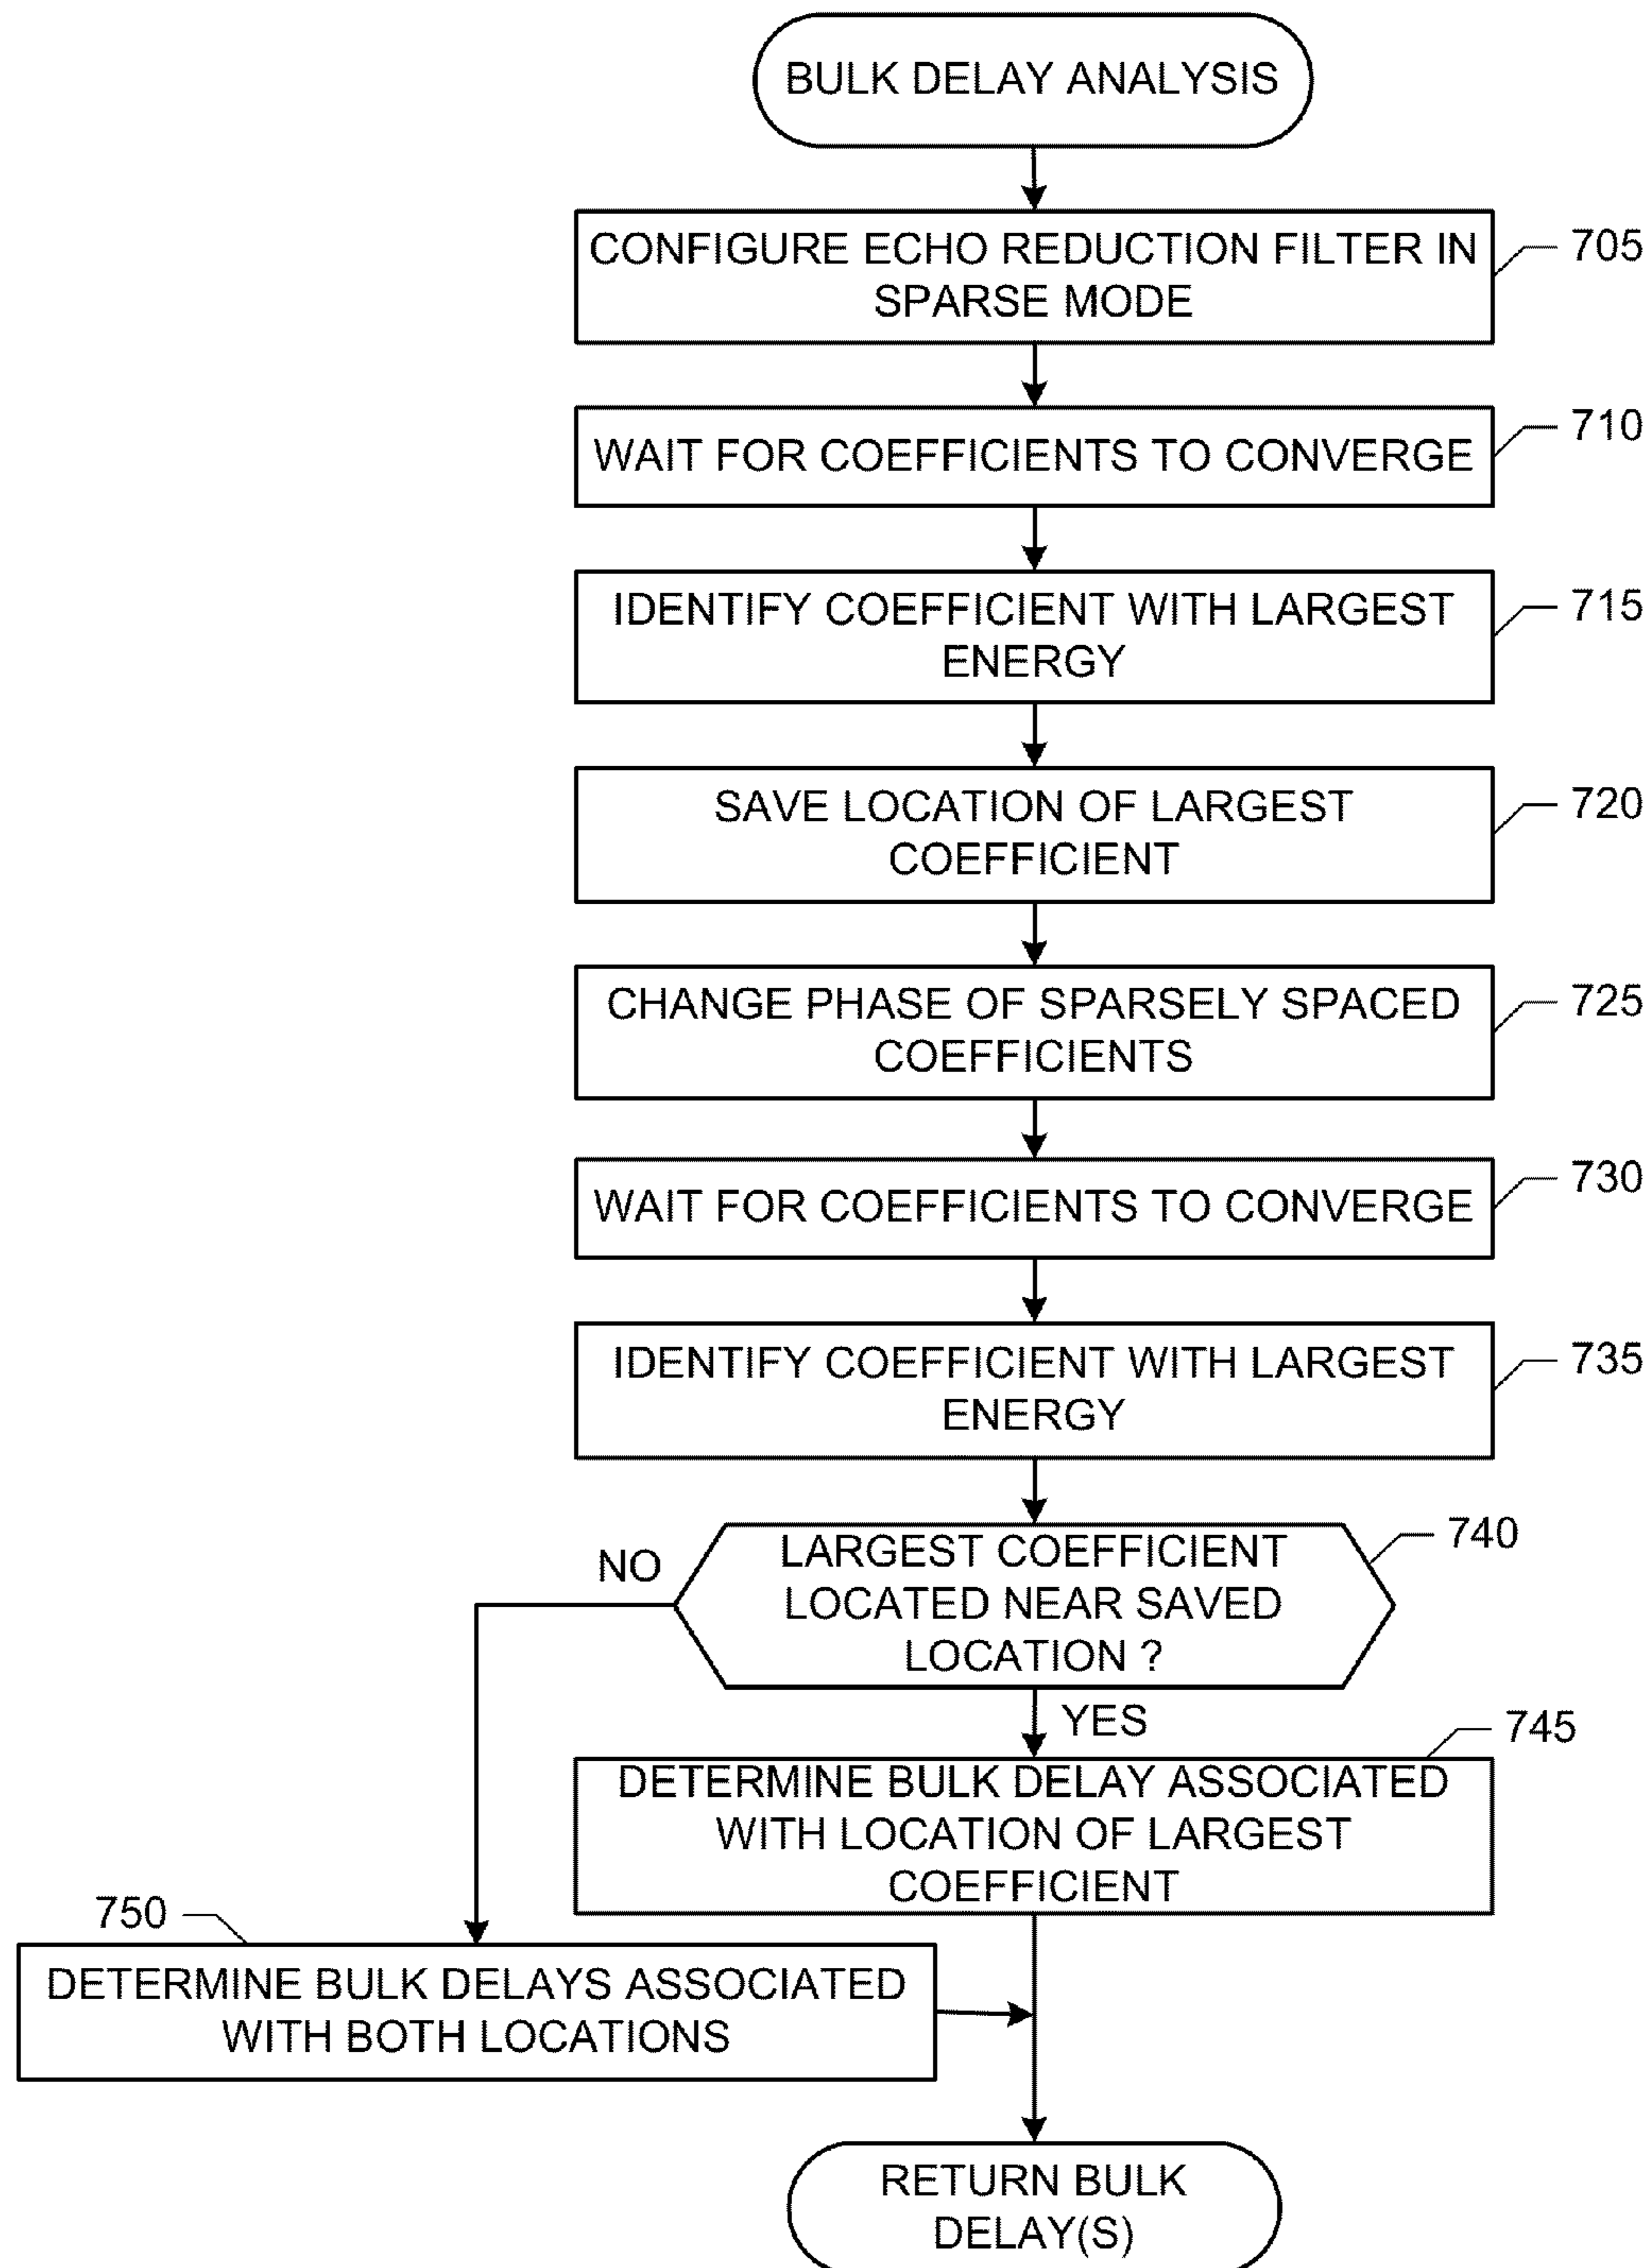 BULK DELAY ANALYSIS
CONFIGURE ECHO REDUCTION FILTER IN
SPARSE MODE
705
WAIT FOR COEFFICIENTS TO CONVERGE
710
IDENTIFY COEFFICIENT WITH LARGEST
ENERGY
715
SAVE LOCATION OF LARGEST
COEFFICIENT
720
CHANGE PHASE OF SPARSELY SPACED
COEFFICIENTS
725
WAIT FOR COEFFICIENTS TO CONVERGE
730
IDENTIFY COEFFICIENT WITH LARGEST
ENERGY
735
LARGEST COEFFICIENT
LOCATED NEAR SAVED
LOCATION ?
740
NO
YES
745
DETERMINE BULK DELAY ASSOCIATED
WITH LOCATION OF LARGEST
COEFFICIENT
750
DETERMINE BULK DELAYS ASSOCIATED
WITH BOTH LOCATIONS
RETURN BULK
DELAY(S)